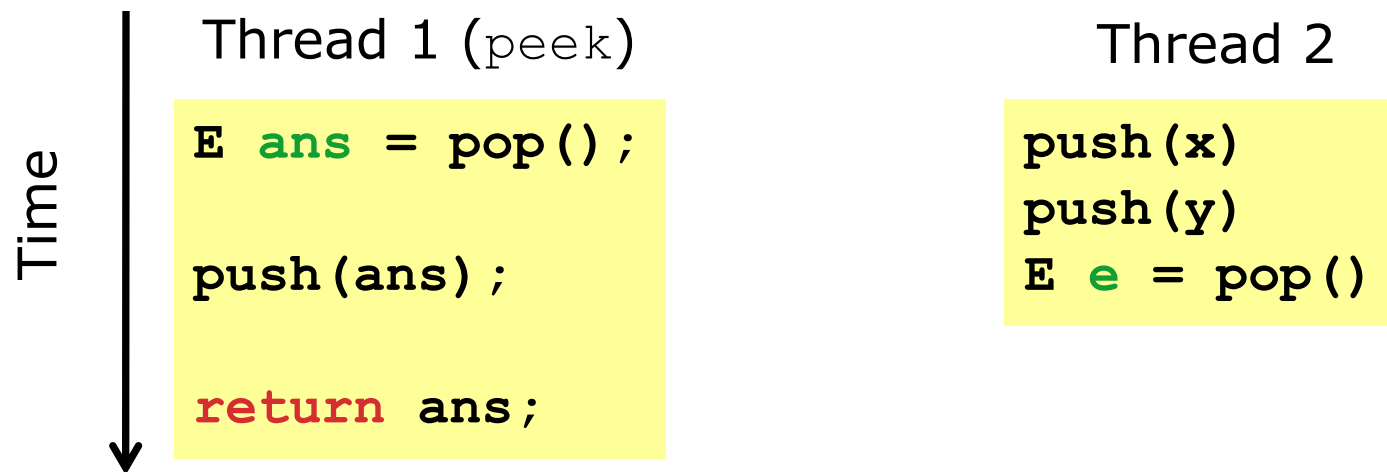 Time
Thread 1 (peek)
E ans = pop();
push(ans);
return ans;
Thread 2
push(x)
push(y)
E e = pop()